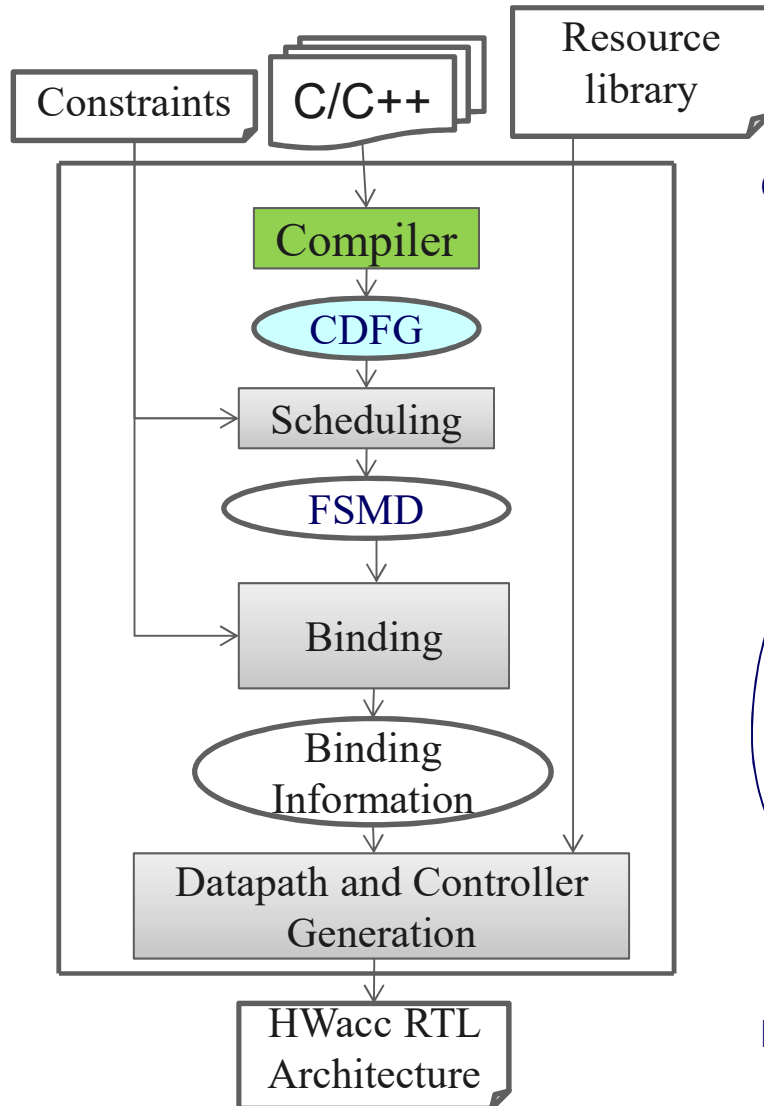 Constraints
C/C++
Resource
library
Compiler
CDFG
Scheduling
FSMD
Binding
Binding
Information
Datapath and Controller
Generation
HWacc RTL
Architecture